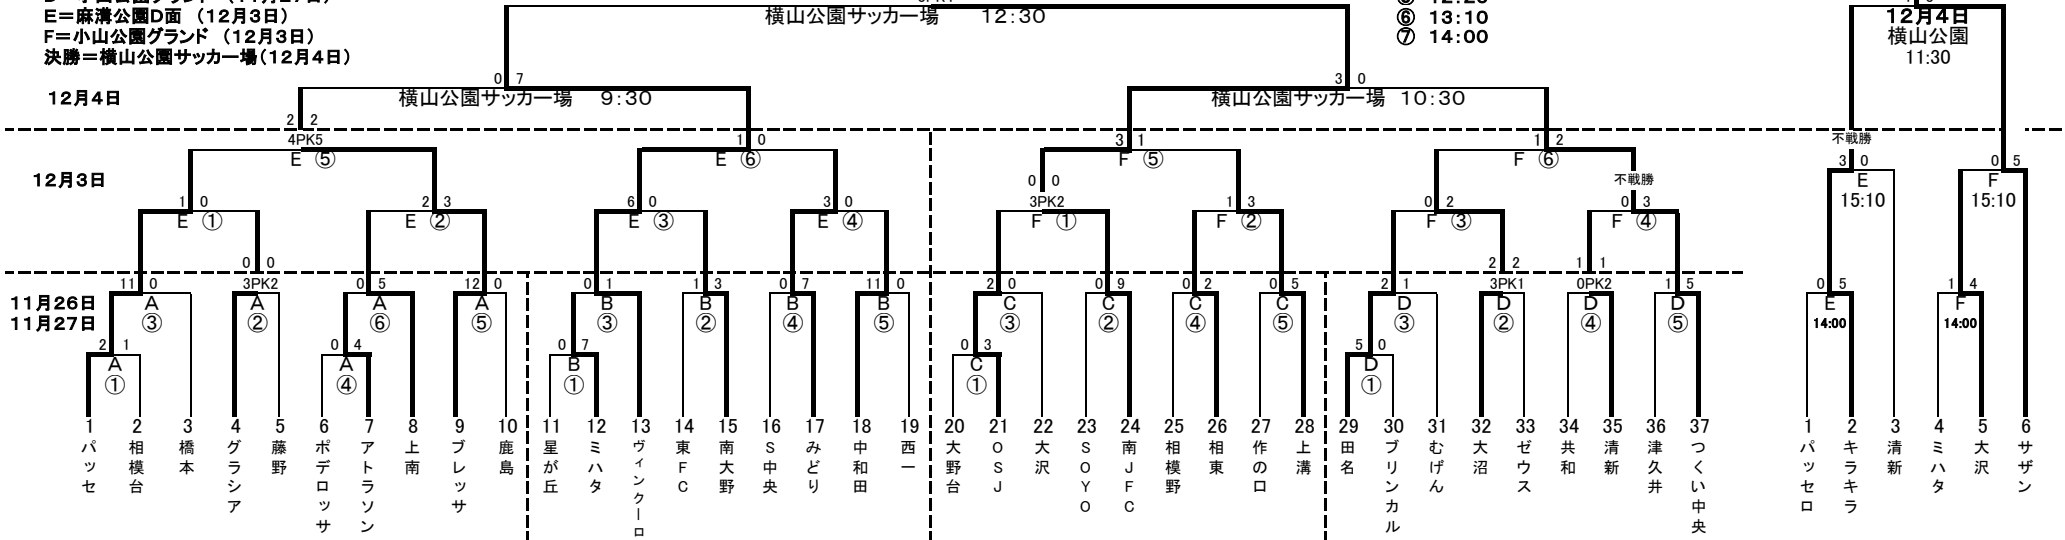 E＝麻溝公園Ｄ面 （12月3日）
F＝小山公園グランド （12月3日）
決勝＝横山公園サッカー場（12月4日）
横山公園サッカー場　12：30
⑥ 13：10
⑦ 14：00
12月4日
横山公園
11:30
0 7
3 0
12月4日
横山公園サッカー場　9：30
横山公園サッカー場　10：30
2 2
4PK5
E ⑤
1 0
E ⑥
3 1
F ⑤
1 2
F ⑥
不戦勝
12月3日
0 0
不戦勝
3 0
E
15:10
0 5
F
15:10
1 0
E ①
2 3
E ②
6 0
E ③
3 0
E ④
3PK2
F ①
1 3
F ②
0 2
F ③
0 3
F ④
0 0
2 2
1 1
11月26日
11月27日
11 0
A
③
3PK2
A
②
0 5
A
⑥
12 0
A
⑤
0 1
B
③
1 3
B
②
0 7
B
④
11 0
B
⑤
2 0
C
③
0 9
C
②
0 2
C
④
0 5
C
⑤
2 1
D
③
3PK1
D
②
0PK2
D
④
1 5
D
⑤
0 5
E
14:00
1 4
F
14:00
2 1
A
①
0 4
A
④
0 7
B
①
0 3
C
①
5 0
D
①
1 パッセ
2 相模台
3 橋本
4 グラシア
5 藤野
6 ポデロッサ
7 アトラソン
8 上南
9 ブレッサ
10 鹿島
11 星が丘
12 ミハタ
13 ヴィンクーロ
14 東ＦＣ
15 南大野
16 Ｓ中央
17 みどり
18 中和田
19 西一
20 大野台
21 ＯＳＪ
22 大沢
23 ＳＯＹＯ
24 南ＪＦＣ
25 相模野
26 相東
27 作の口
28 上溝
29 田名
30 ブリンカル
31 むげん
32 大沼
33 ゼウス
34 共和
35 清新
36 津久井
37 つくい中央
1 パッセロ
2 キラキラ
3 清新
4 ミハタ
5 大沢
6 サザン